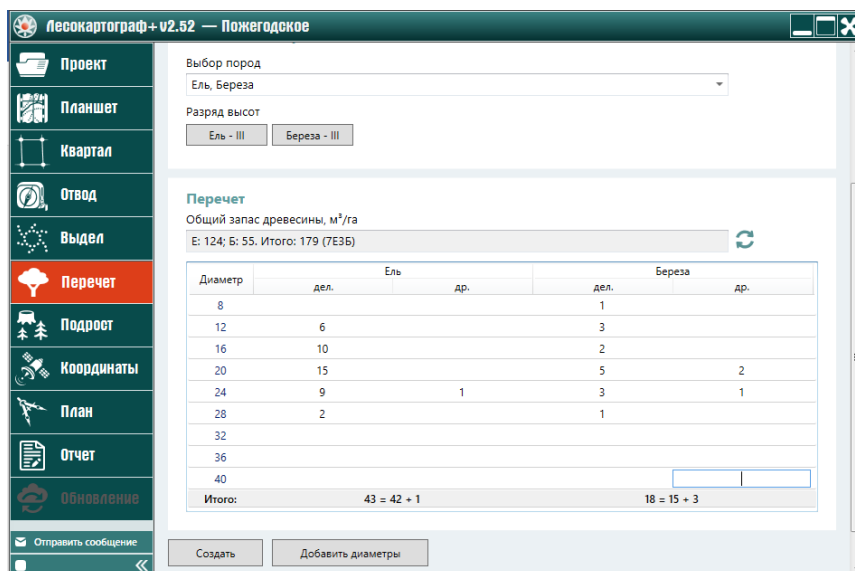 Лесокартограф+ v2.52 — Пожегодское
Проект
Планшет
Квартал
Отвод
Выдел
Перечет
Подрост
Координаты
План
Отчет
Обновление
Отправить сообщение
Выбор пород
Ель, Береза
Разряд высот
Ель - III Береза - III
Перечет
Общий запас древесины, м³/га
Е: 124; Б: 55. Итого: 179 (7Е3Б)
Диаметр Ель Береза
дел. др. дел. др.
8 1
12 6 3
16 10 2
20 15 5 2
24 9 1 3 1
28 2 1
32
36
40
Итого: 43 = 42 + 1 18 = 15 + 3
Создать Добавить диаметры